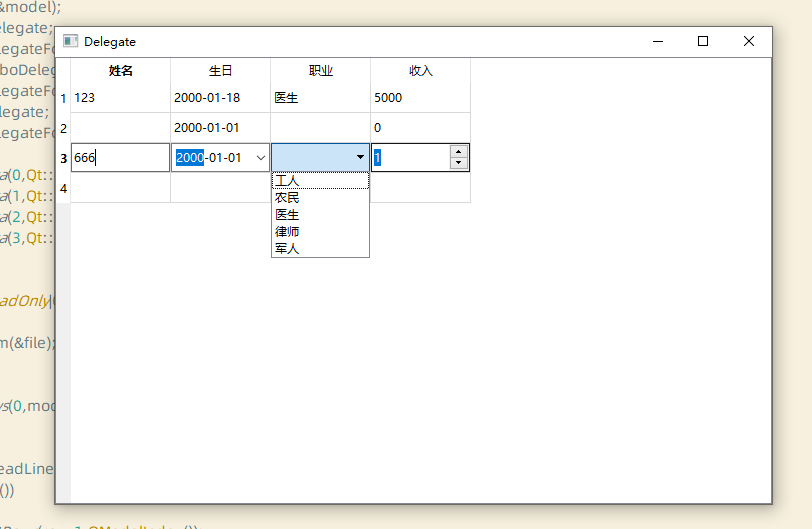 &model);
elegate;
Delegate
姓名 生日 职业 收入
1 123 2000-01-18 医生 5000
2 2000-01-01 0
3 666 2000-01-01 1
4
工人
农民
医生
律师
军人
legateFo
boDeleg
legateFo
legate;
legateFo
a(0,Qt::
a(1,Qt::
a(2,Qt::
a(3,Qt::
adOnly|
m(&file);
vs(0,mod
eadLine
())